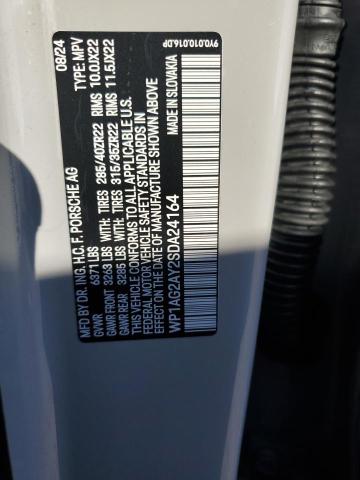 MFD BY DR. ING. H.C. F. PORSCHE AG 08/24
GVWR 6371 LBS TYPE: MPV
GAWR FRONT 3263 LBS WITH TIRES 285/40ZR22 RIMS 10.0JX22
GAWR REAR 3285 LBS WITH TIRES 315/35ZR22 RIMS 11.5JX22
THIS VEHICLE CONFORMS TO ALL APPLICABLE U.S.
FEDERAL MOTOR VEHICLE SAFETY STANDARDS IN
EFFECT ON THE DATE OF MANUFACTURE SHOWN ABOVE
WP1AG2AY2SDA24164 MADE IN SLOVAKIA
9Y0.010.016.DP